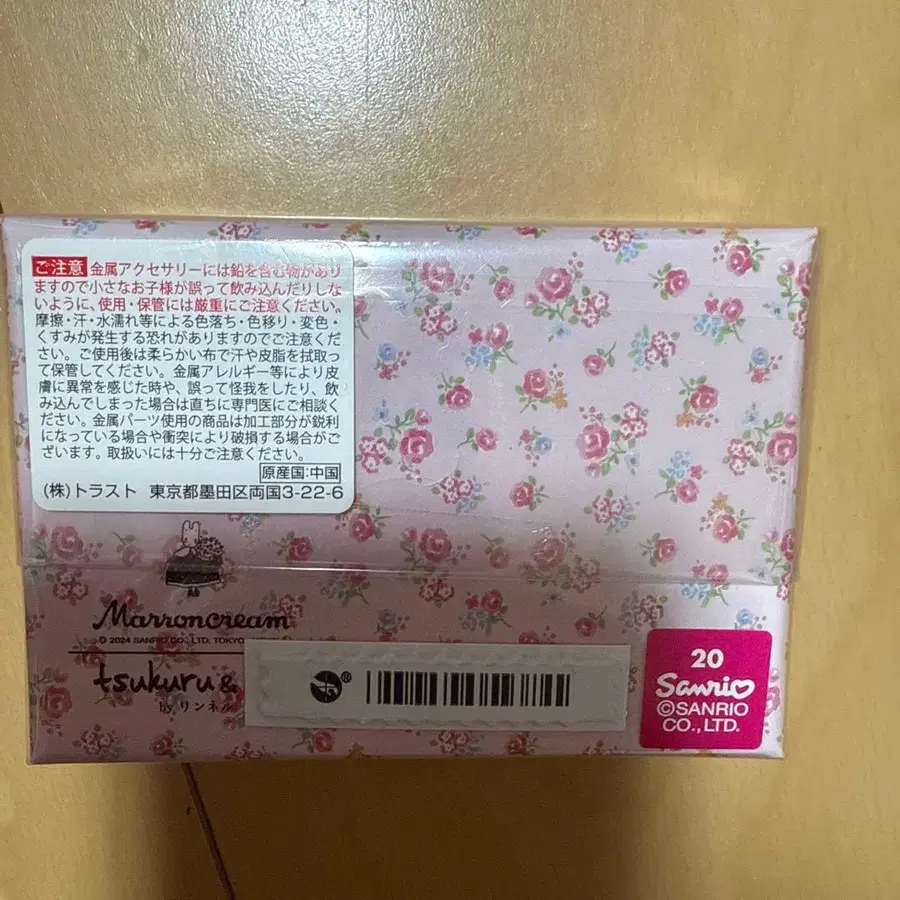 ご注意 金属アクセサリーには鉛を含む物があり
ますので小さなお子様が誤って飲み込んだりしな
いように、使用・保管には厳重にご注意ください。
摩擦・汗・水濡れ等による色落ち・色移り・変色・
くすみが発生する恐れがありますのでご注意くだ
さい。ご使用後は柔らかい布で汗や皮脂を拭取っ
て保管してください。金属アレルギー等により皮
膚に異常を感じた時や、誤って怪我をしたり、飲
み込んでしまった場合は直ちに専門医にご相談く
ださい。金属パーツ使用の商品は加工部分が鋭利
になっている場合や衝突により破損する場合がご
ざいます。取扱いには十分ご注意ください。
原産国:中国
(株)トラスト 東京都墨田区両国3-22-6
Marroncream
© 2024 SANRIO CO., LTD. TOKYO,
tsukuru&
by リンネル
®
20
Sanrio
©SANRIO
CO.,LTD.